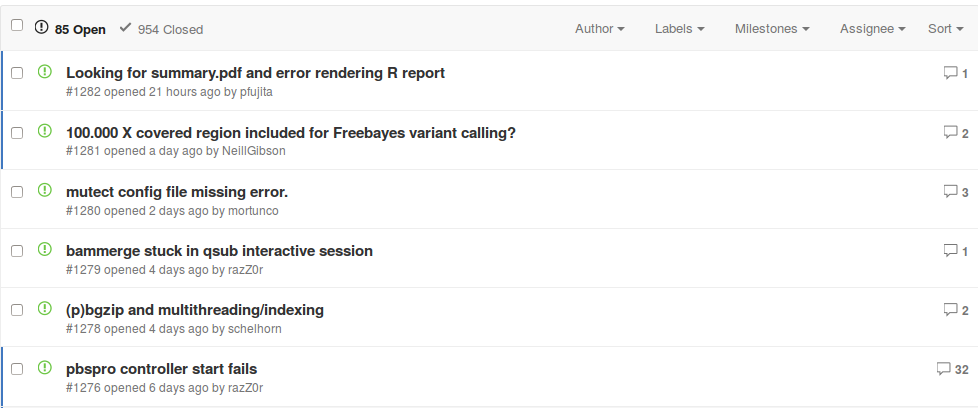 85 Open 954 Closed Author Labels Milestones Assignee Sort
Looking for summary.pdf and error rendering R report 1
#1282 opened 21 hours ago by pfujita
100.000 X covered region included for Freebayes variant calling? 2
#1281 opened a day ago by NeillGibson
mutect config file missing error. 3
#1280 opened 2 days ago by mortunco
bammerge stuck in qsub interactive session 1
#1279 opened 4 days ago by razZ0r
(p)bgzip and multithreading/indexing 2
#1278 opened 4 days ago by schelhorn
pbspro controller start fails 32
#1276 opened 6 days ago by razZ0r